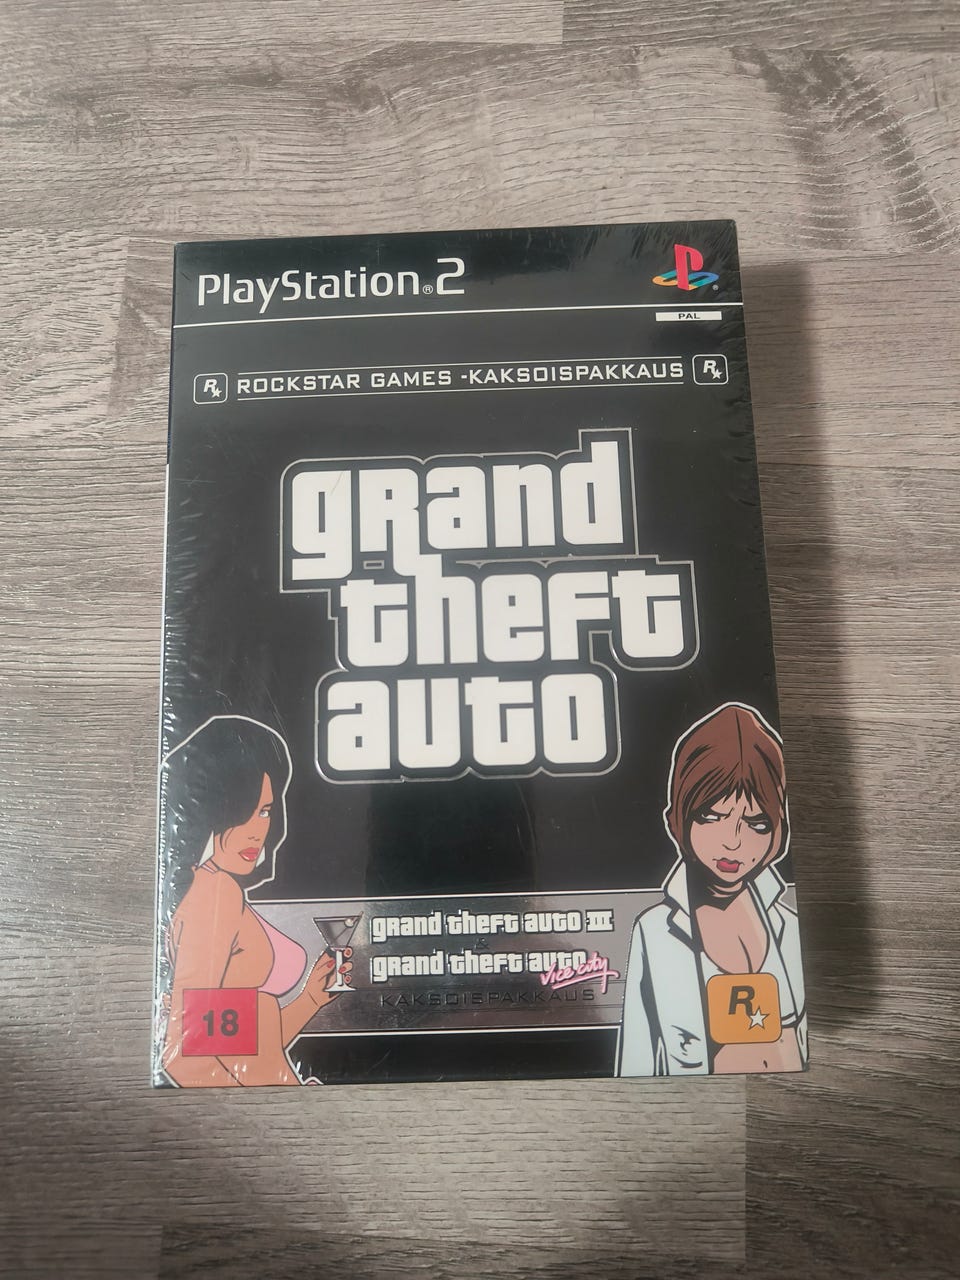 PlayStation®2
PAL
R★ ROCKSTAR GAMES -KAKSOISPAKKAUS R★
grand
theft
auto
grand theft auto III
&
grand theft auto
Vice City
KAKSOISPAKKAUS
18
R★